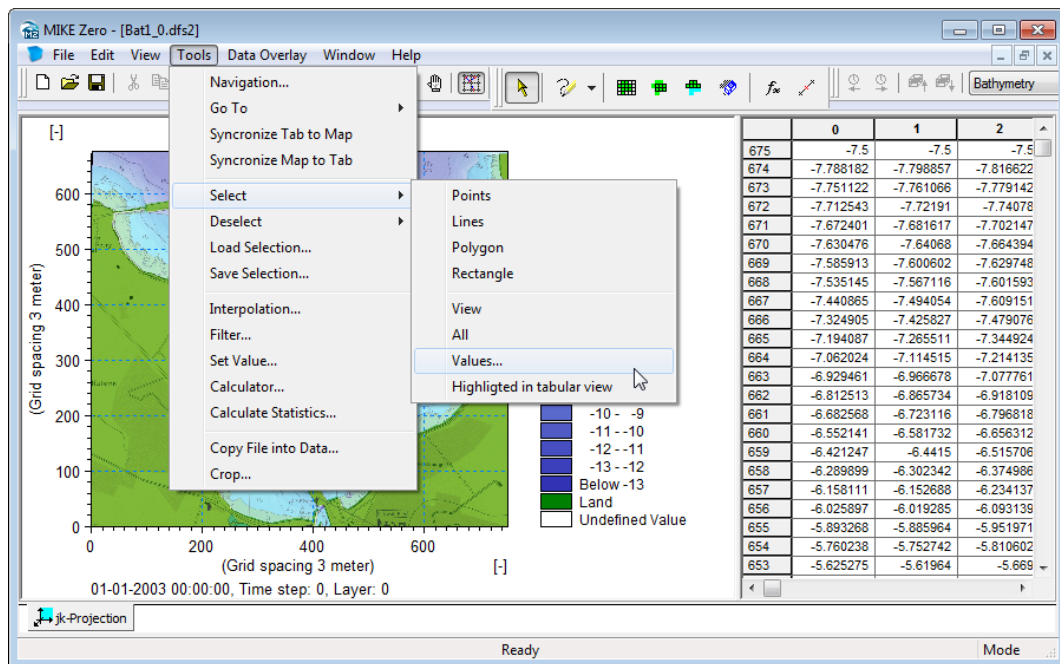 MIKE Zero - [Bat1_0.dfs2]
File Edit View Tools Data Overlay Window Help
Bathymetry
Navigation...
Go To
Syncronize Tab to Map
Syncronize Map to Tab
Select
Deselect
Load Selection...
Save Selection...
Interpolation...
Filter...
Set Value...
Calculator...
Calculate Statistics...
Copy File into Data...
Crop...
Points
Lines
Polygon
Rectangle
View
All
Values...
Highligted in tabular view
[-]
(Grid spacing 3 meter)
600
500
400
300
200
100
0
0 200 400 600
(Grid spacing 3 meter) [-]
01-01-2003 00:00:00, Time step: 0, Layer: 0
-10 - -9
-11 - -10
-12 - -11
-13 - -12
Below -13
Land
Undefined Value
0 1 2
675 -7.5 -7.5 -7.5
674 -7.788182 -7.798857 -7.816622
673 -7.751122 -7.761066 -7.779142
672 -7.712543 -7.72191 -7.74078
671 -7.672401 -7.681617 -7.702147
670 -7.630476 -7.64068 -7.664394
669 -7.585913 -7.600602 -7.629748
668 -7.535145 -7.567116 -7.601593
667 -7.440865 -7.494054 -7.609151
666 -7.324905 -7.425827 -7.479076
665 -7.194087 -7.265511 -7.344924
664 -7.062024 -7.114515 -7.214135
663 -6.929461 -6.966678 -7.077761
662 -6.812513 -6.865734 -6.918109
661 -6.682568 -6.723116 -6.796818
660 -6.552141 -6.581732 -6.656312
659 -6.421247 -6.4415 -6.515706
658 -6.289899 -6.302342 -6.374986
657 -6.158111 -6.152688 -6.234137
656 -6.025897 -6.019285 -6.093139
655 -5.893268 -5.885964 -5.951971
654 -5.760238 -5.752742 -5.810602
653 -5.625275 -5.61964 -5.669
jk-Projection
Ready
Mode